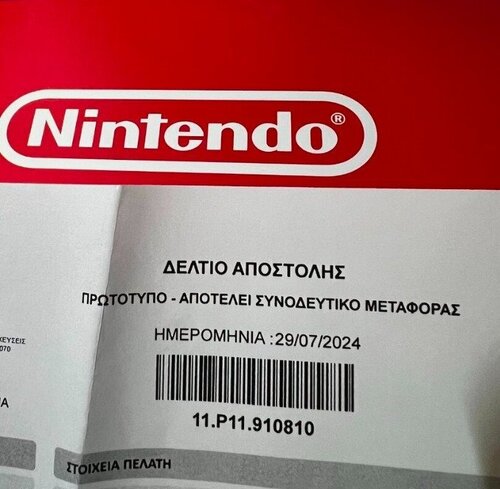 Nintendo®
ΔΕΛΤΙΟ ΑΠΟΣΤΟΛΗΣ
ΠΡΩΤΟΤΥΠΟ - ΑΠΟΤΕΛΕΙ ΣΥΝΟΔΕΥΤΙΚΟ ΜΕΤΑΦΟΡΑΣ
ΗΜΕΡΟΜΗΝΙΑ :29/07/2024
11.P11.910810
ΣΤΟΙΧΕΙΑ ΠΕΛΑΤΗ